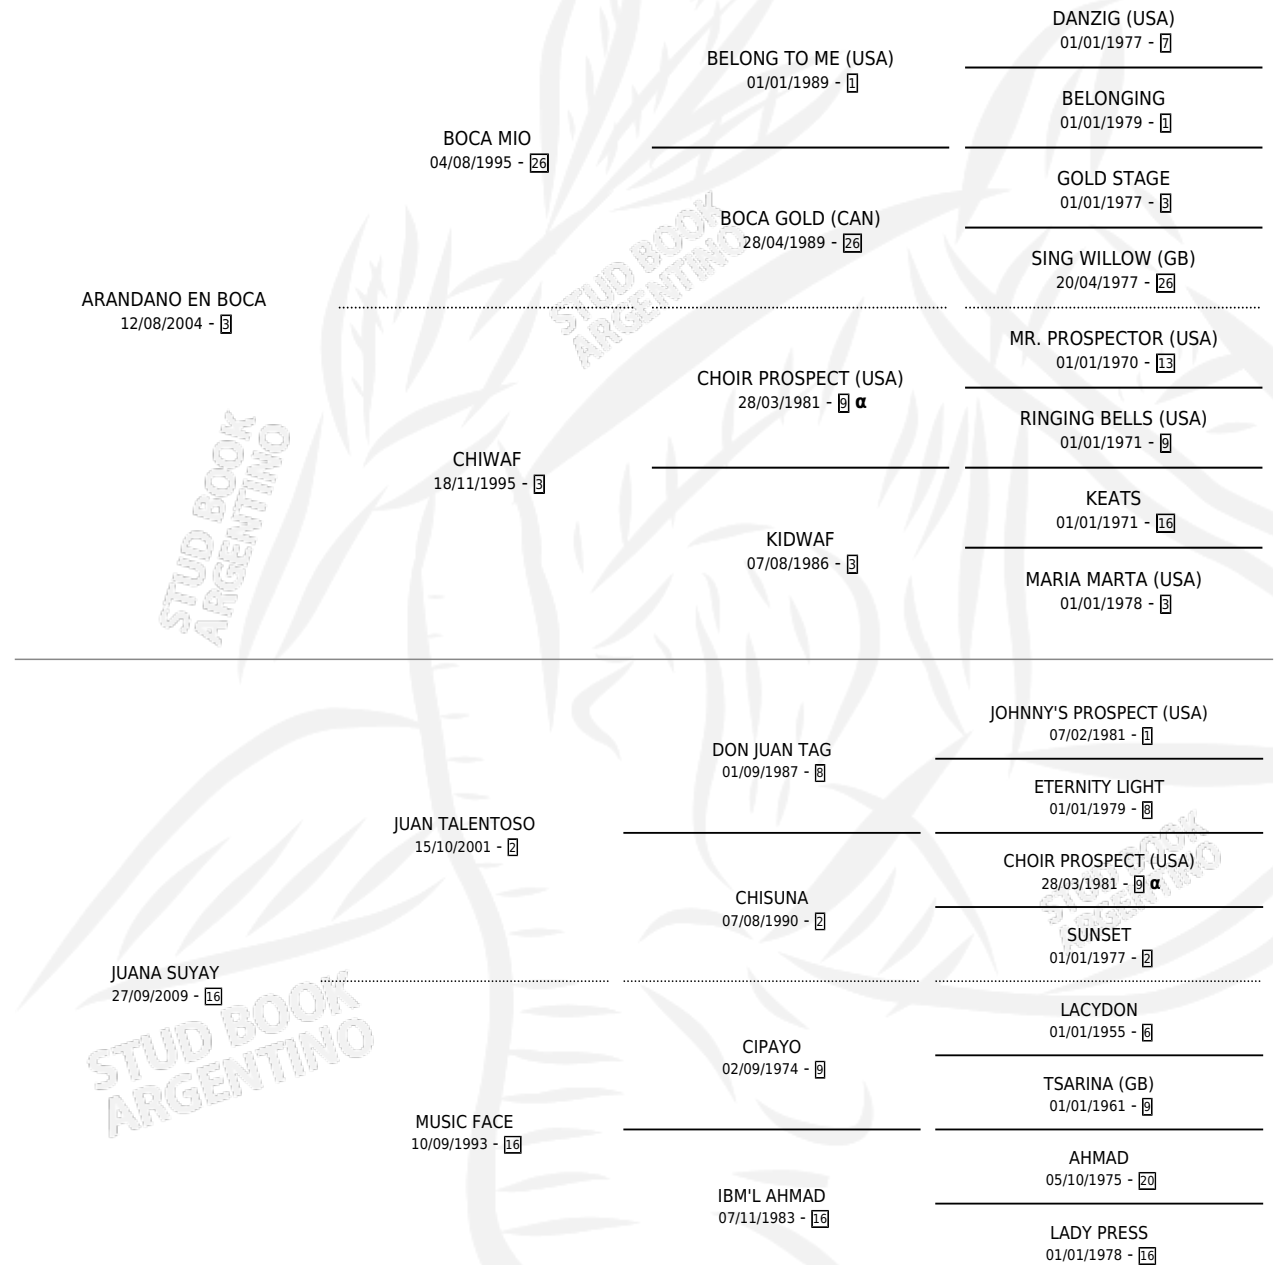 DANZIG (USA)
01/01/1977 - 7
BELONG TO ME (USA)
01/01/1989 - 1
BELONGING
01/01/1979 - 1
BOCA MIO
04/08/1995 - 26
GOLD STAGE
01/01/1977 - 3
BOCA GOLD (CAN)
28/04/1989 - 26
SING WILLOW (GB)
20/04/1977 - 26
ARANDANO EN BOCA
12/08/2004 - 3
MR. PROSPECTOR (USA)
01/01/1970 - 13
CHOIR PROSPECT (USA)
28/03/1981 - 9 α
RINGING BELLS (USA)
01/01/1971 - 9
CHIWAF
18/11/1995 - 3
KEATS
01/01/1971 - 16
KIDWAF
07/08/1986 - 3
MARIA MARTA (USA)
01/01/1978 - 3
JOHNNY'S PROSPECT (USA)
07/02/1981 - 1
DON JUAN TAG
01/09/1987 - 8
ETERNITY LIGHT
01/01/1979 - 8
JUAN TALENTOSO
15/10/2001 - 2
CHOIR PROSPECT (USA)
28/03/1981 - 9 α
CHISUNA
07/08/1990 - 2
SUNSET
01/01/1977 - 2
JUANA SUYAY
27/09/2009 - 16
LACYDON
01/01/1955 - 6
CIPAYO
02/09/1974 - 9
TSARINA (GB)
01/01/1961 - 9
MUSIC FACE
10/09/1993 - 16
AHMAD
05/10/1975 - 20
IBM'L AHMAD
07/11/1983 - 16
LADY PRESS
01/01/1978 - 16
STUD BOOK
ARGENTINO
STUD BOOK
ARGENTINO
STUD BOOK
ARGENTINO
STUD BOOK
ARGENTINO